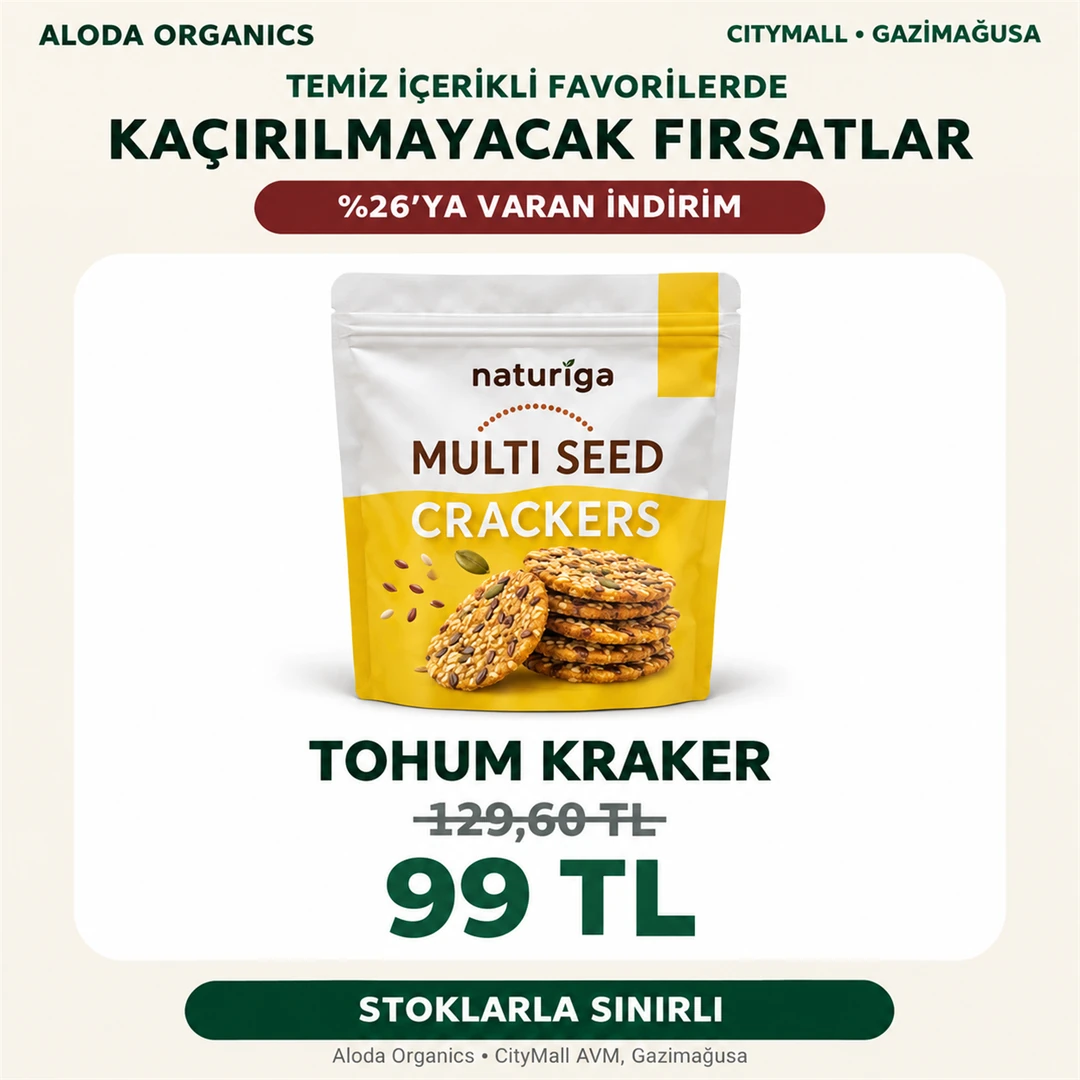 ALODA ORGANICS
CITYMALL • GAZİMAĞUSA
TEMİZ İÇERİKLİ FAVORİLERDE
KAÇIRILMAYACAK FIRSATLAR
%26'YA VARAN İNDİRİM
naturiga
MULTI SEED
CRACKERS
TOHUM KRAKER
129,60 TL
99 TL
STOKLARLA SINIRLI
Aloda Organics • CityMall AVM, Gazimağusa